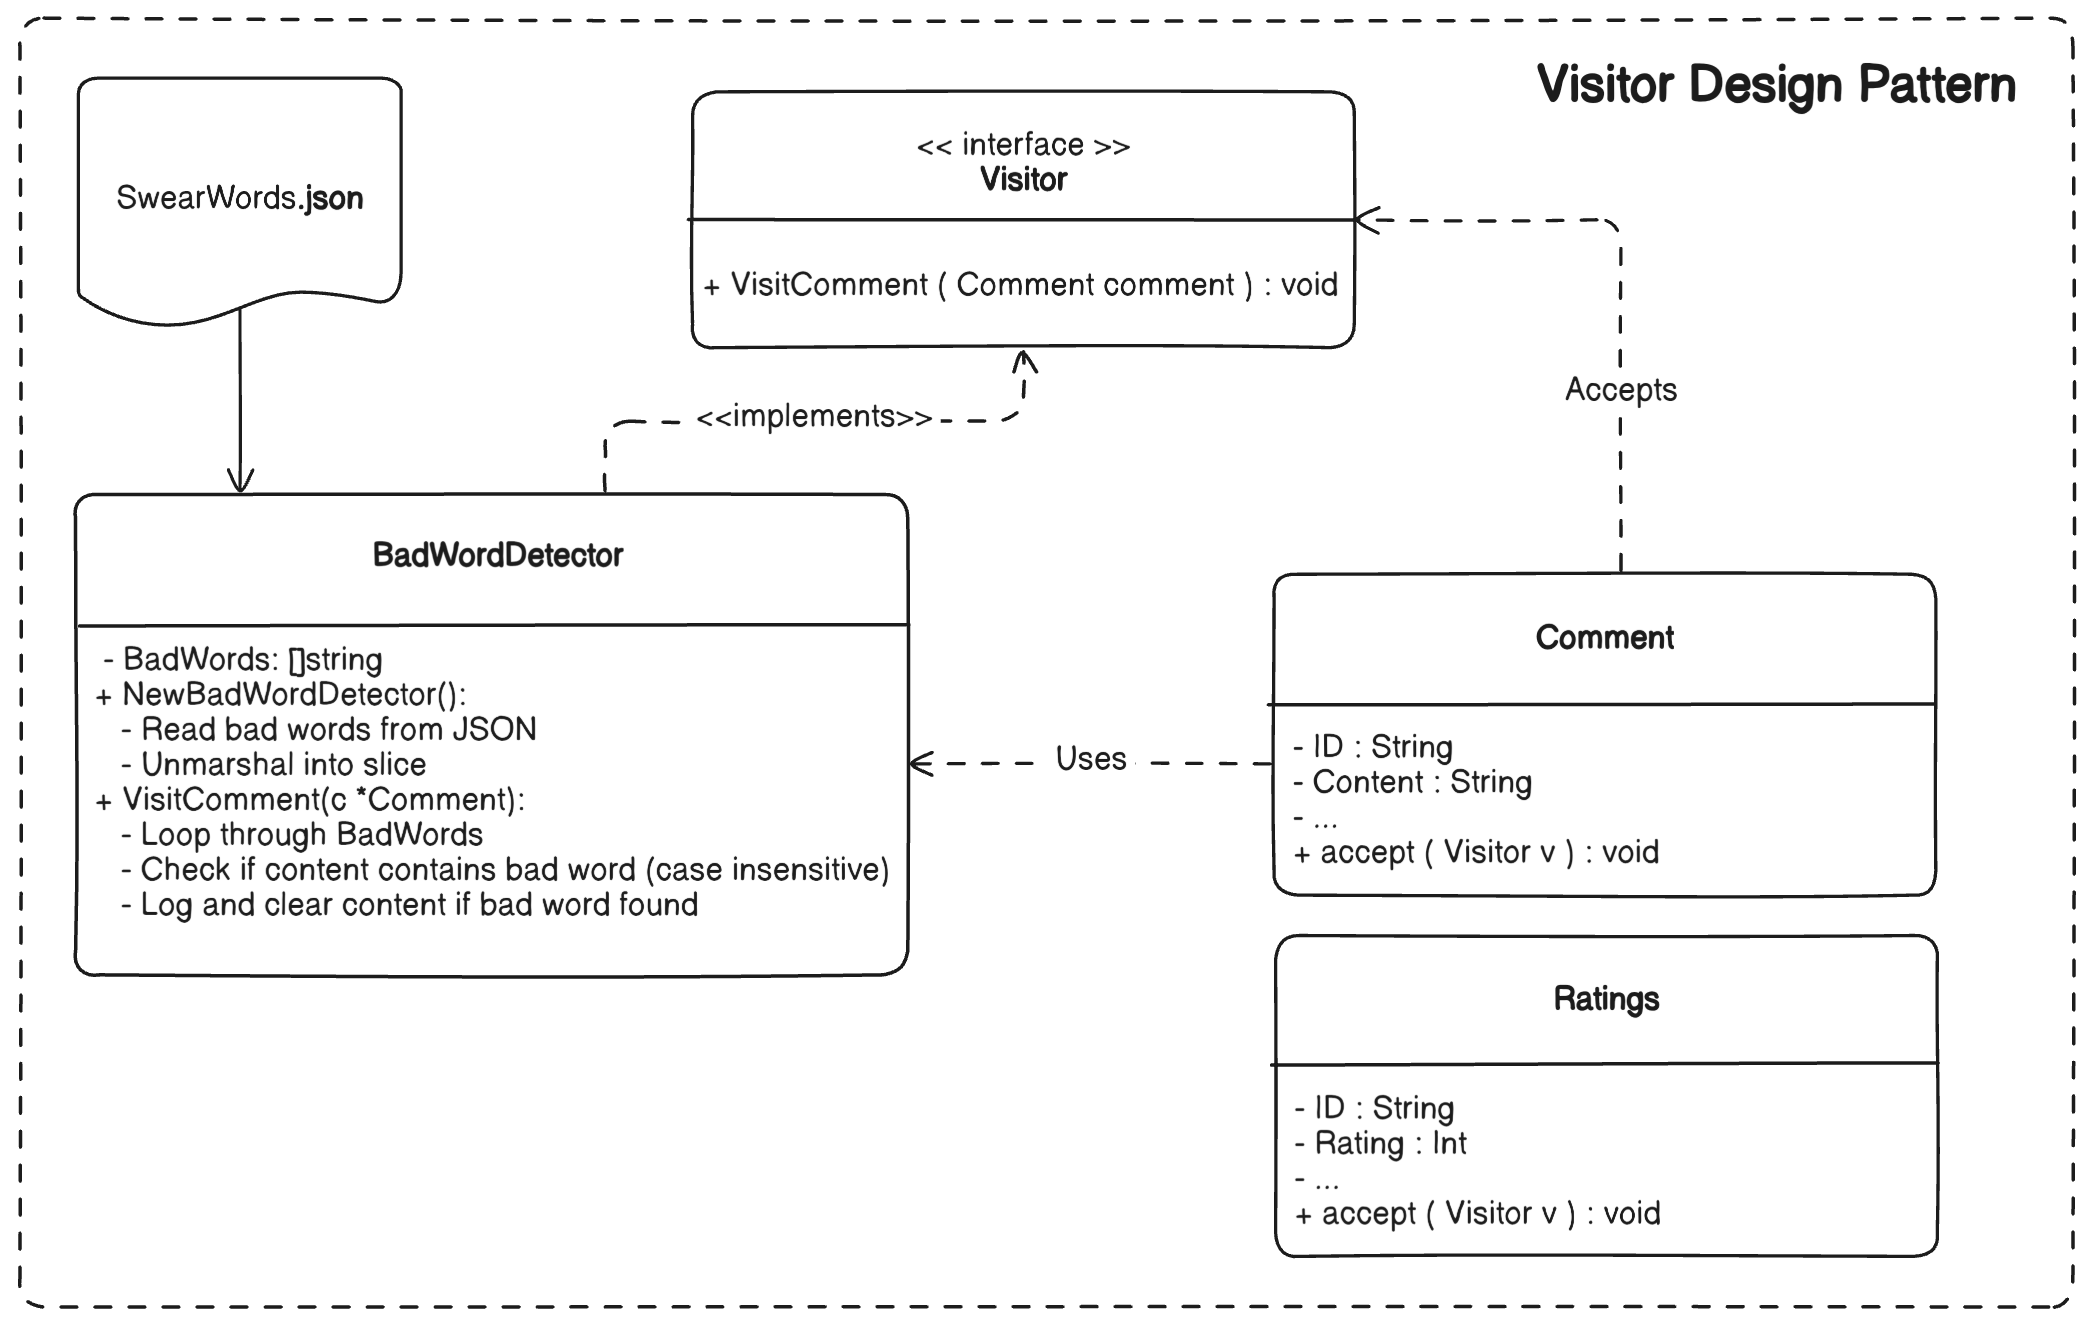 Visitor Design Pattern
SwearWords.json
<< interface >>
Visitor
+ VisitComment ( Comment comment ) : void
Accepts
<<implements>>
BadWordDetector
- BadWords: []string
+ NewBadWordDetector():
- Read bad words from JSON
- Unmarshal into slice
+ VisitComment(c *Comment):
- Loop through BadWords
- Check if content contains bad word (case insensitive)
- Log and clear content if bad word found
Uses
Comment
- ID : String
- Content : String
- ...
+ accept ( Visitor v ) : void
Ratings
- ID : String
- Rating : Int
- ...
+ accept ( Visitor v ) : void